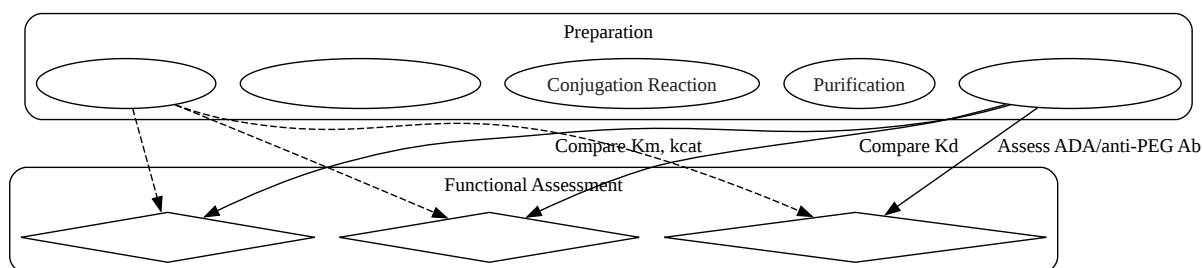 Preparation
Conjugation Reaction
Purification
Compare Km, kcat
Compare Kd
Assess ADA/anti-PEG Ab
Functional Assessment